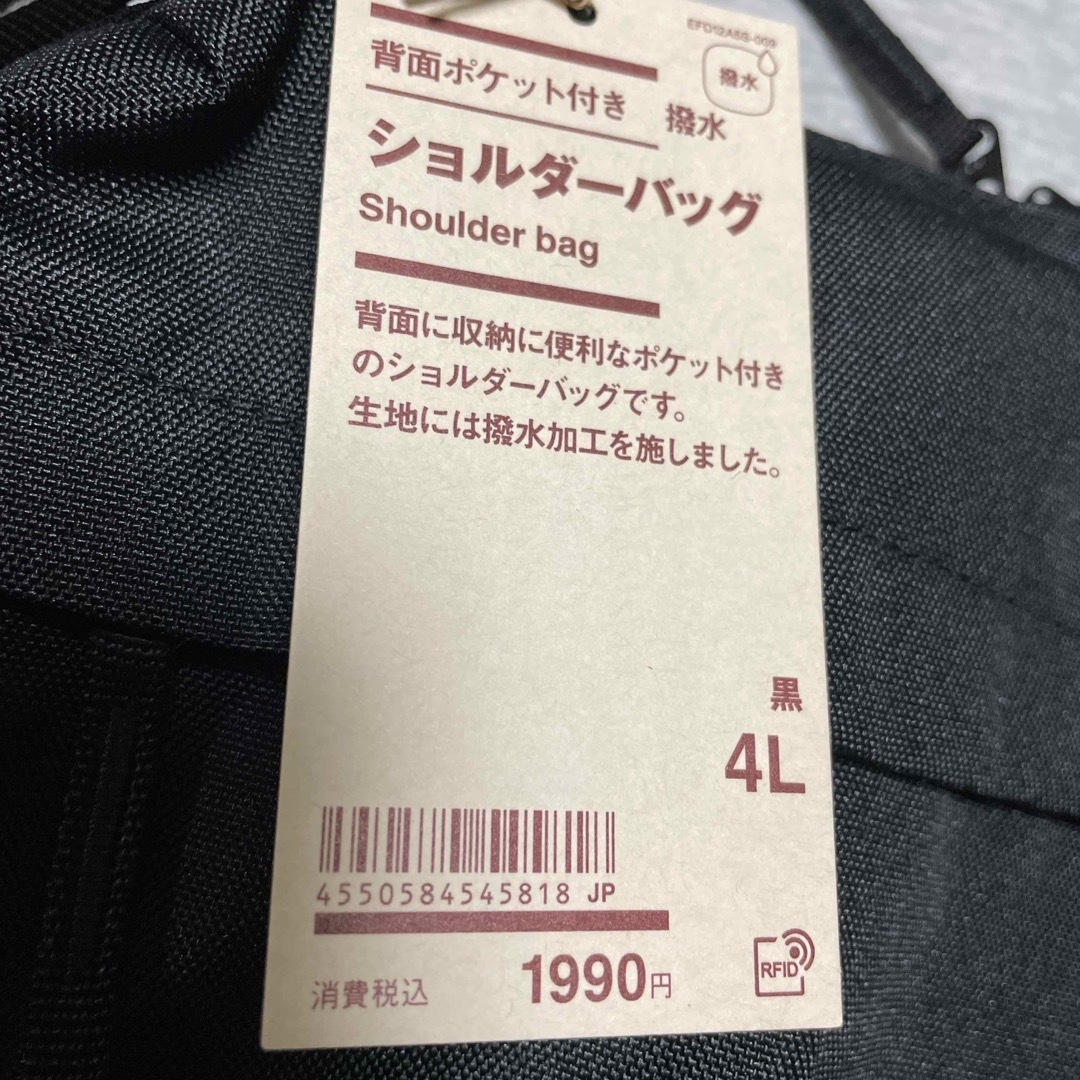 撥水
背面ポケット付き 撥水
ショルダーバッグ
Shoulder bag
背面に収納に便利なポケット付き
のショルダーバッグです。
生地には撥水加工を施しました。
黒
4L
4550584545818 JP
消費税込 1990円
RFID